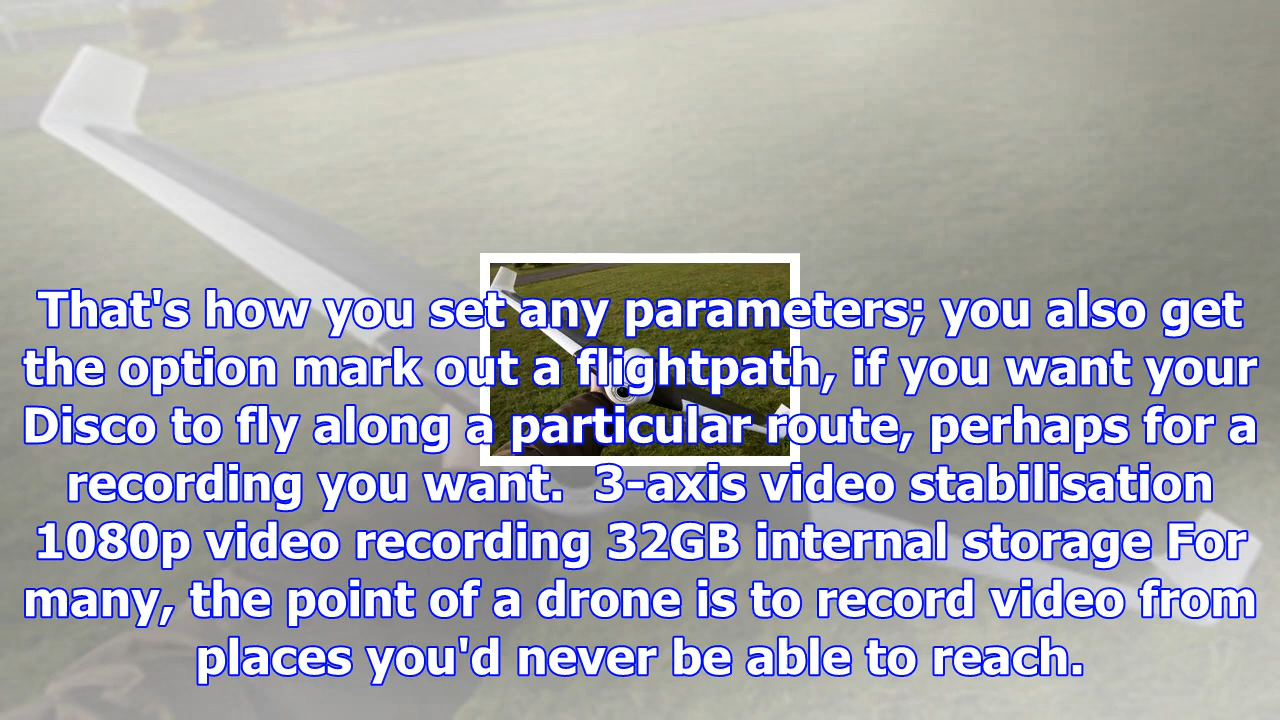 That's how you set any parameters; you also get
the option mark out a flightpath, if you want your
Disco to fly along a particular route, perhaps for a
recording you want.  3-axis video stabilisation
1080p video recording 32GB internal storage For
many, the point of a drone is to record video from
places you'd never be able to reach.